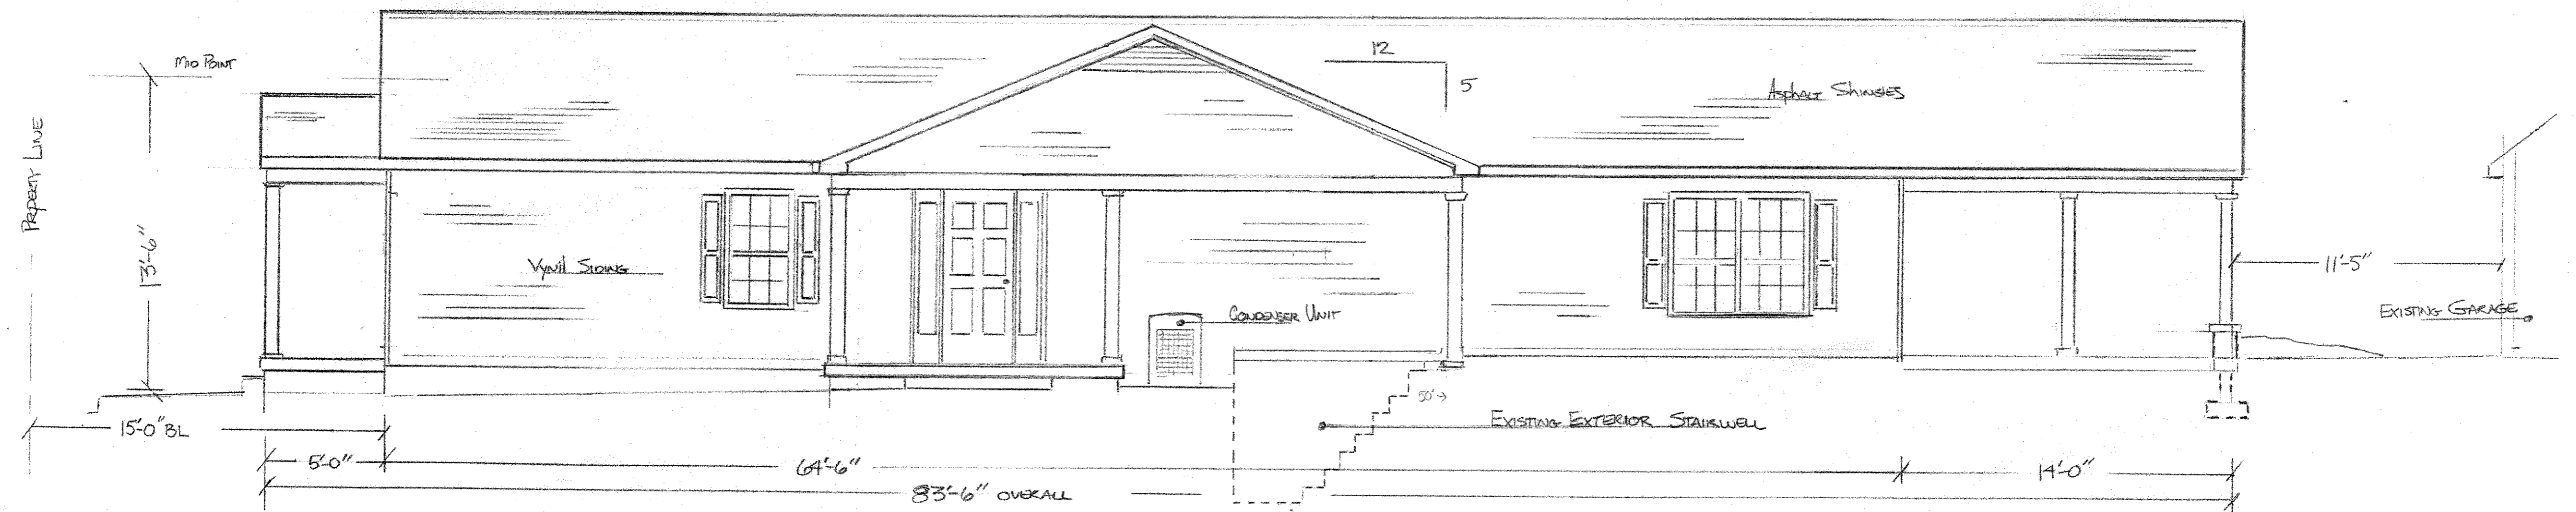 12
MID POINT
5
ASPHALT SHINGLES
PROPERTY LINE
13'-6"
VYNIL SIDING
11'-5"
CONDENSER UNIT
EXISTING GARAGE
50" →
15'-0" BL
EXISTING EXTERIOR STAIRWELL
5'-0"
64'-6"
14'-0"
83'-6" OVERALL